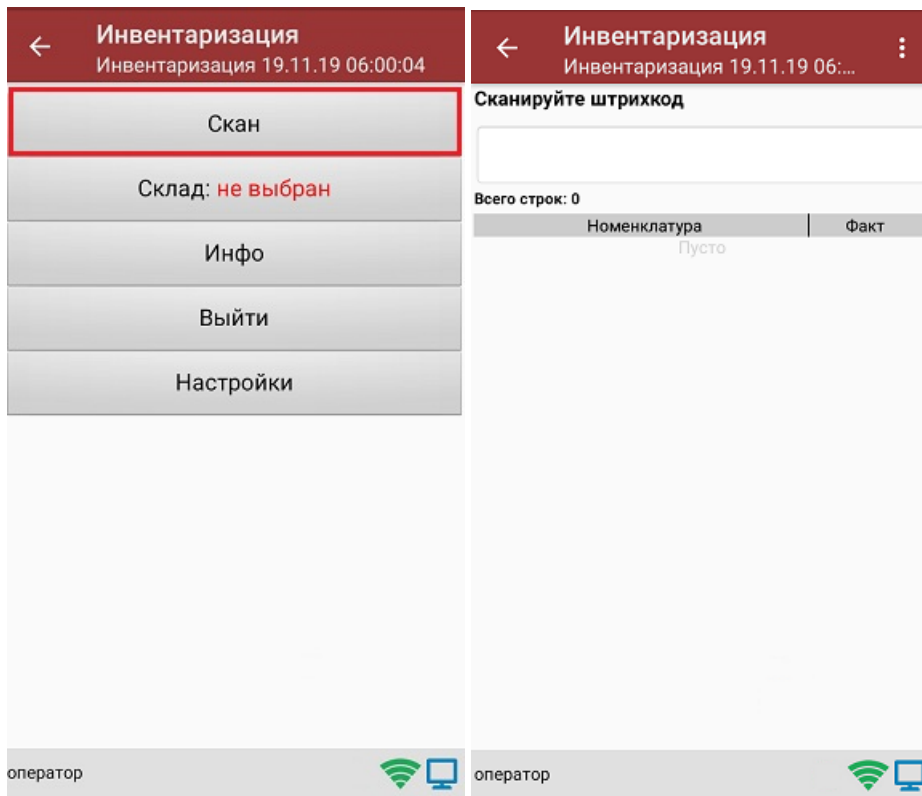 Инвентаризация
Инвентаризация 19.11.19 06:00:04
Скан
Склад: не выбран
Инфо
Выйти
Настройки
оператор
Инвентаризация
Инвентаризация 19.11.19 06:...
Сканируйте штрихкод
Всего строк: 0
Номенклатура Факт
Пусто
оператор